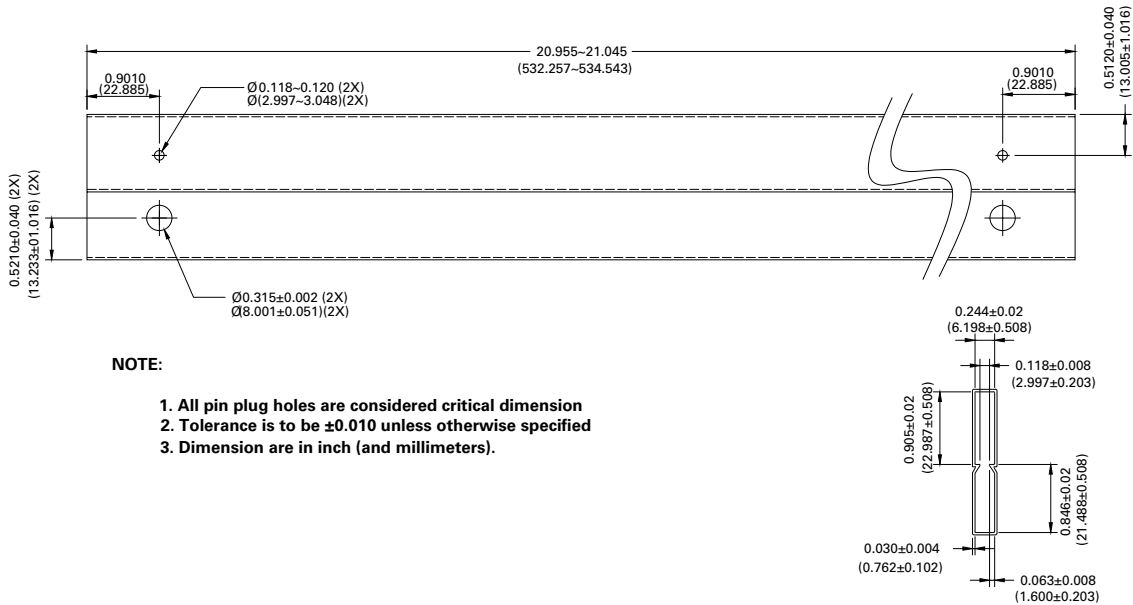 20.955~21.045
(532.257~534.543)
0.9010
(22.885)
Ø0.118~0.120 (2X)
Ø(2.997~3.048)(2X)
0.9010
(22.885)
0.5120±0.040
(13.005±1.016)
0.5210±0.040 (2X)
(13.233±01.016) (2X)
Ø0.315±0.002 (2X)
Ø(8.001±0.051)(2X)
NOTE:
1. All pin plug holes are considered critical dimension
2. Tolerance is to be ±0.010 unless otherwise specified
3. Dimension are in inch (and millimeters).
0.244±0.02
(6.198±0.508)
0.118±0.008
(2.997±0.203)
0.905±0.02
(22.987±0.508)
0.846±0.02
(21.488±0.508)
0.030±0.004
(0.762±0.102)
0.063±0.008
(1.600±0.203)